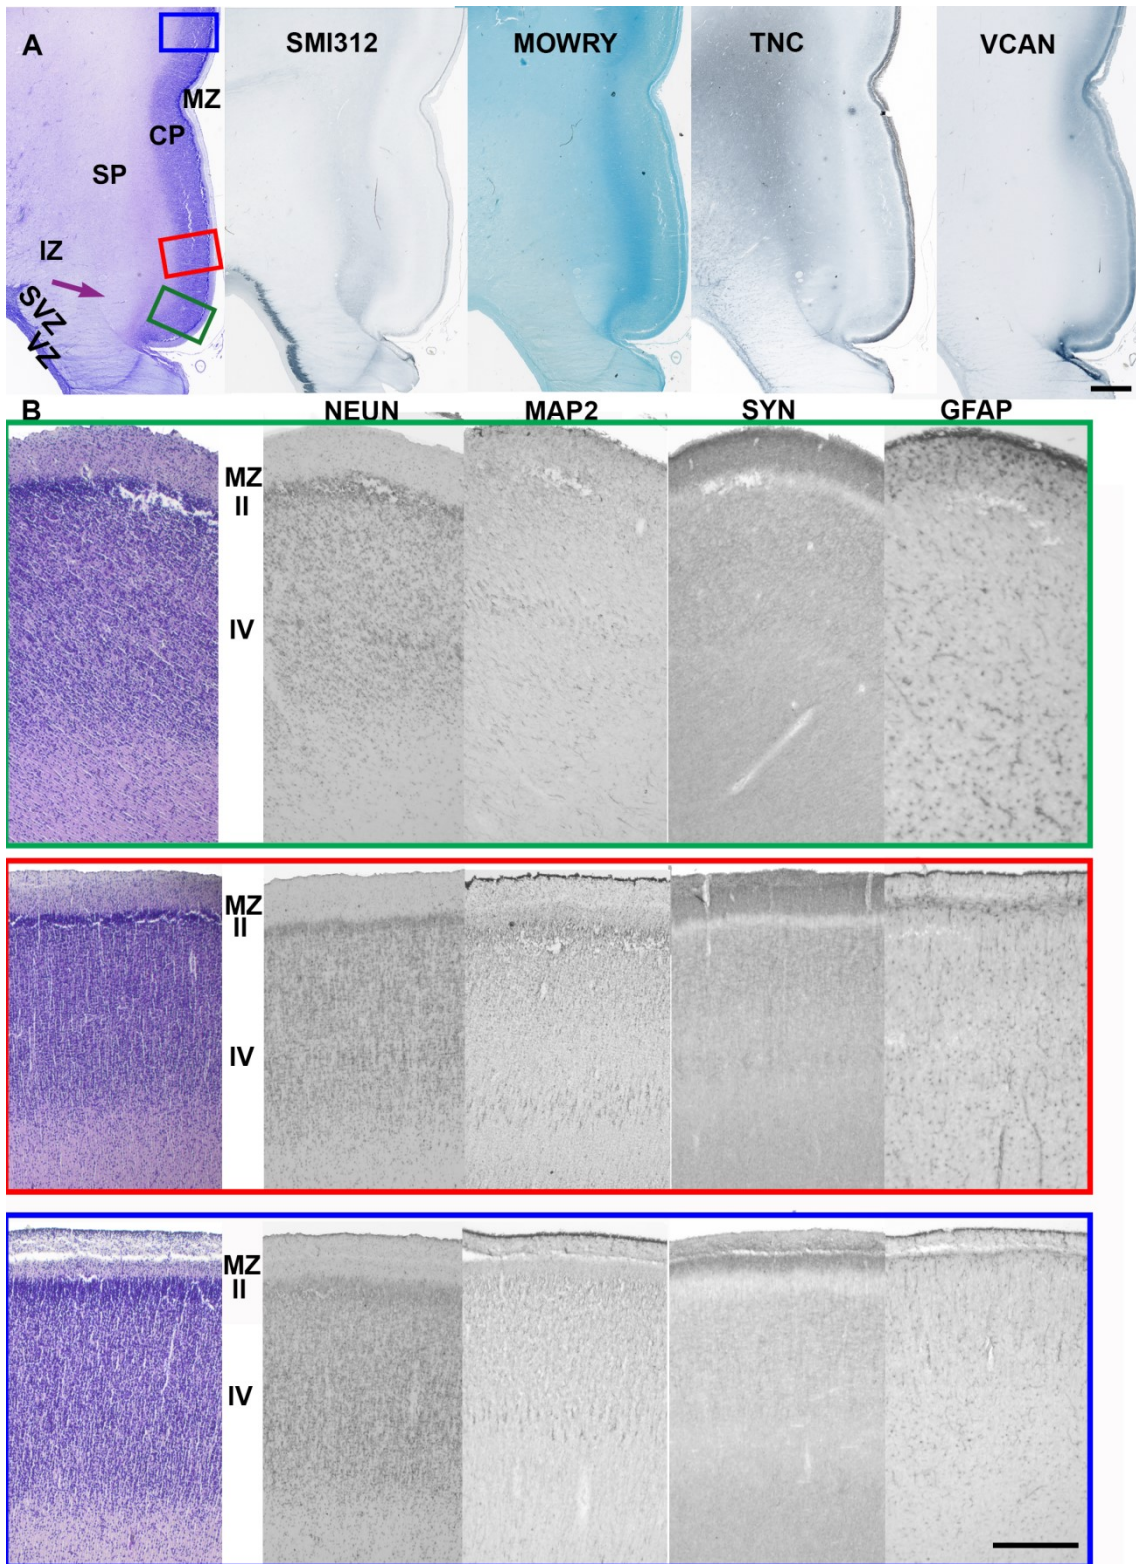 A
SMI312
MOWRY
TNC
VCAN
MZ
CP
SP
IZ
SVZ
VZ
B
NEUN
MAP2
SYN
GFAP
MZ
II
IV
MZ
II
IV
MZ
II
IV